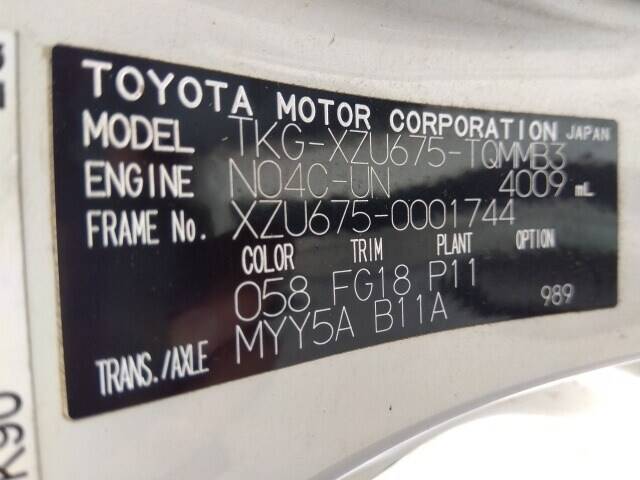 TOYOTA MOTOR CORPORATION JAPAN
MODEL TKG-XZU675-TQMMB3
ENGINE N04C-UN 4009 mL
FRAME No. XZU675-0001744
COLOR TRIM PLANT OPTION
058 FG18 P11 989
TRANS./AXLE MYY5A B11A